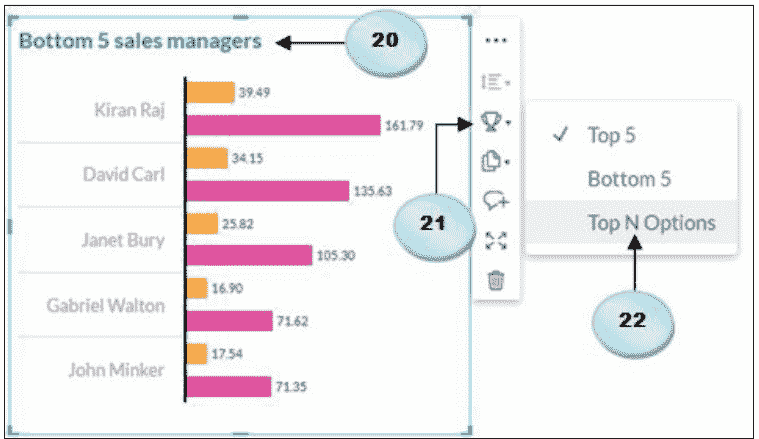 Bottom 5 sales managers
20
Kiran Raj
39.49
161.79
David Carl
34.15
135.63
Janet Bury
25.82
105.30
Gabriel Walton
16.90
71.62
John Minker
17.54
71.35
21
Top 5
Bottom 5
Top N Options
22